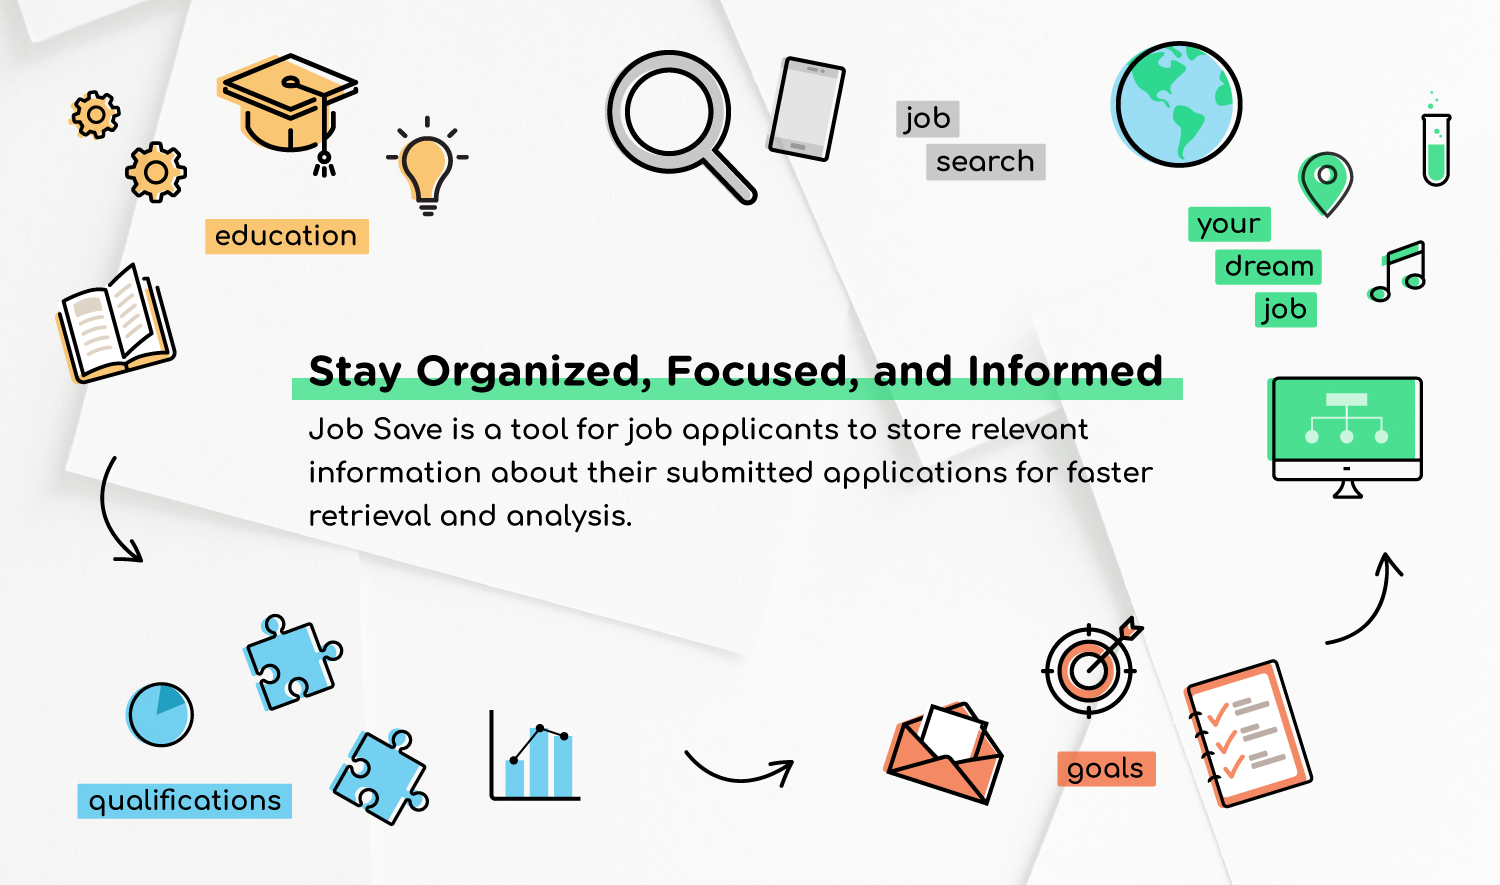 education
job
search
your
dream
job
Stay Organized, Focused, and Informed
Job Save is a tool for job applicants to store relevant
information about their submitted applications for faster
retrieval and analysis.
qualifications
goals